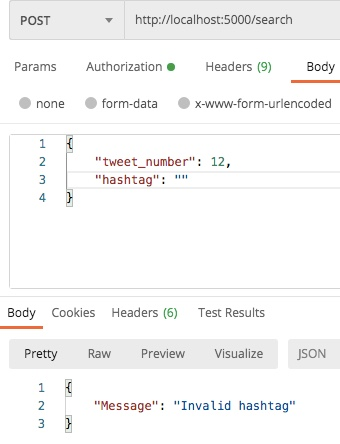 POST http://localhost:5000/search
Params Authorization Headers (9) Body
none form-data x-www-form-urlencoded
1 {
2 "tweet_number": 12,
3 "hashtag": ""
4 }
Body Cookies Headers (6) Test Results
Pretty Raw Preview Visualize JSON
1 {
2 "Message": "Invalid hashtag"
3 }